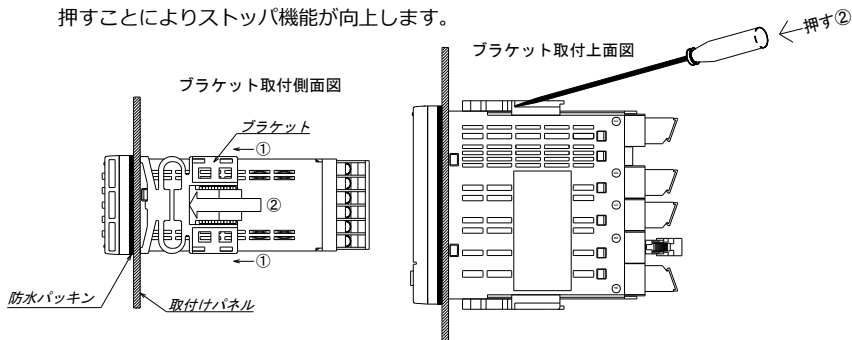 押すことによりストッパ機能が向上します。
ブラケット取付上面図
押す②
ブラケット取付側面図
ブラケット
①
②
①
防水パッキン
取付けパネル